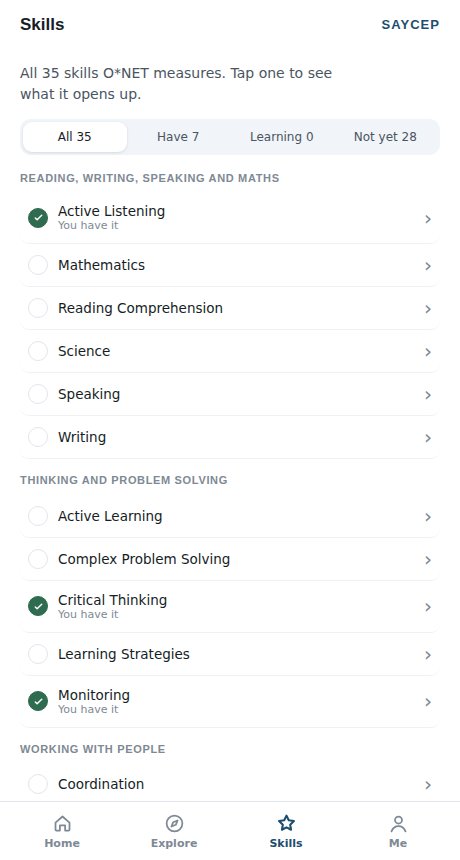 Skills
SAYCEP
All 35 skills O*NET measures. Tap one to see
what it opens up.
All 35
Have 7
Learning 0
Not yet 28
READING, WRITING, SPEAKING AND MATHS
Active Listening
You have it
Mathematics
Reading Comprehension
Science
Speaking
Writing
THINKING AND PROBLEM SOLVING
Active Learning
Complex Problem Solving
Critical Thinking
You have it
Learning Strategies
Monitoring
You have it
WORKING WITH PEOPLE
Coordination
Home
Explore
Skills
Me